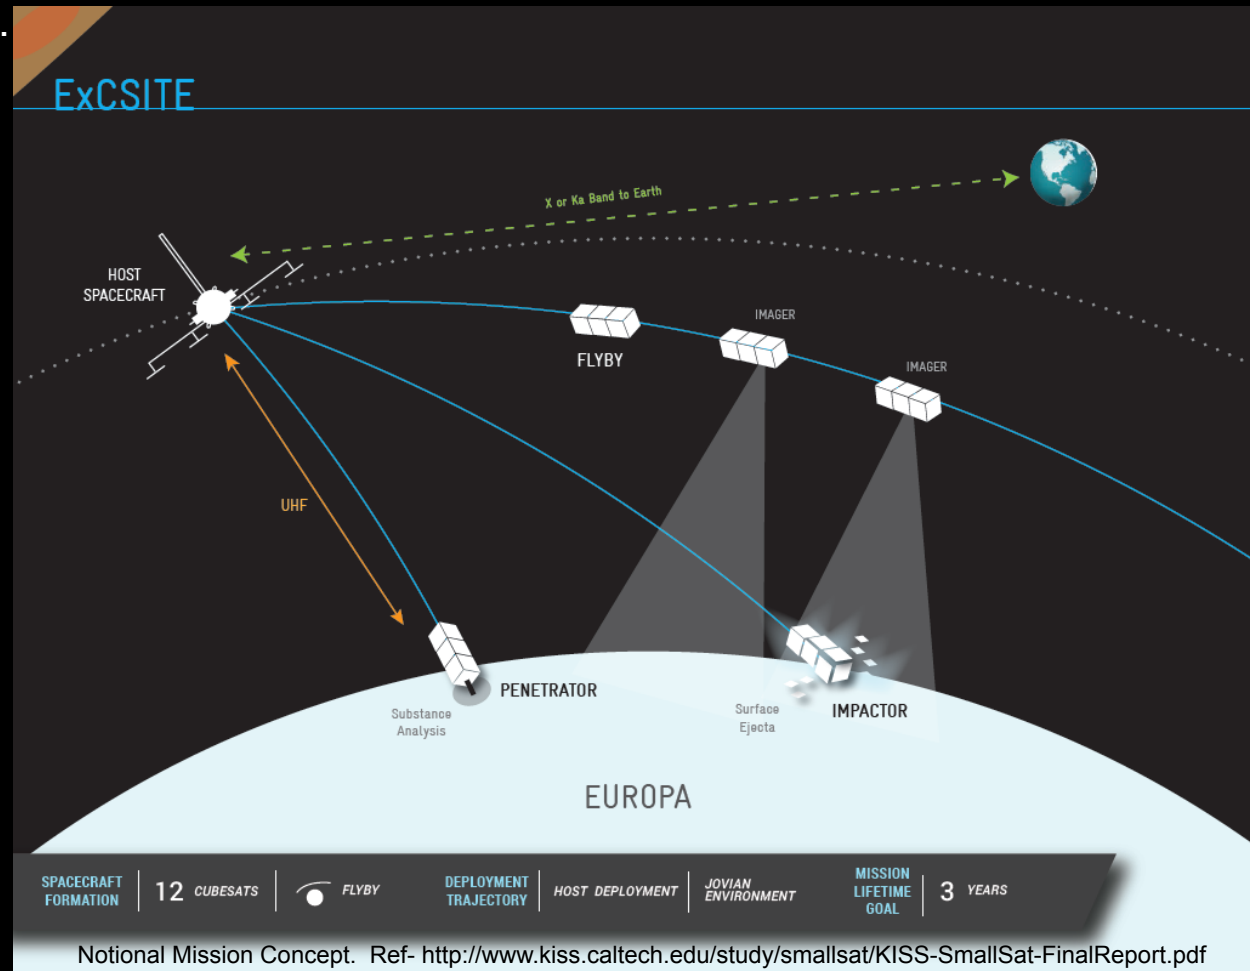 ExCSITE
X or Ka Band to Earth
HOST
SPACECRAFT
IMAGER
FLYBY
IMAGER
UHF
PENETRATOR
Substance
Analysis
Surface
Ejecta
IMPACTOR
EUROPA
SPACECRAFT
FORMATION
12 CUBESATS
FLYBY
DEPLOYMENT
TRAJECTORY
HOST DEPLOYMENT
JOVIAN
ENVIRONMENT
MISSION
LIFETIME
GOAL
3 YEARS
Notional Mission Concept. Ref- http://www.kiss.caltech.edu/study/smallsat/KISS-SmallSat-FinalReport.pdf